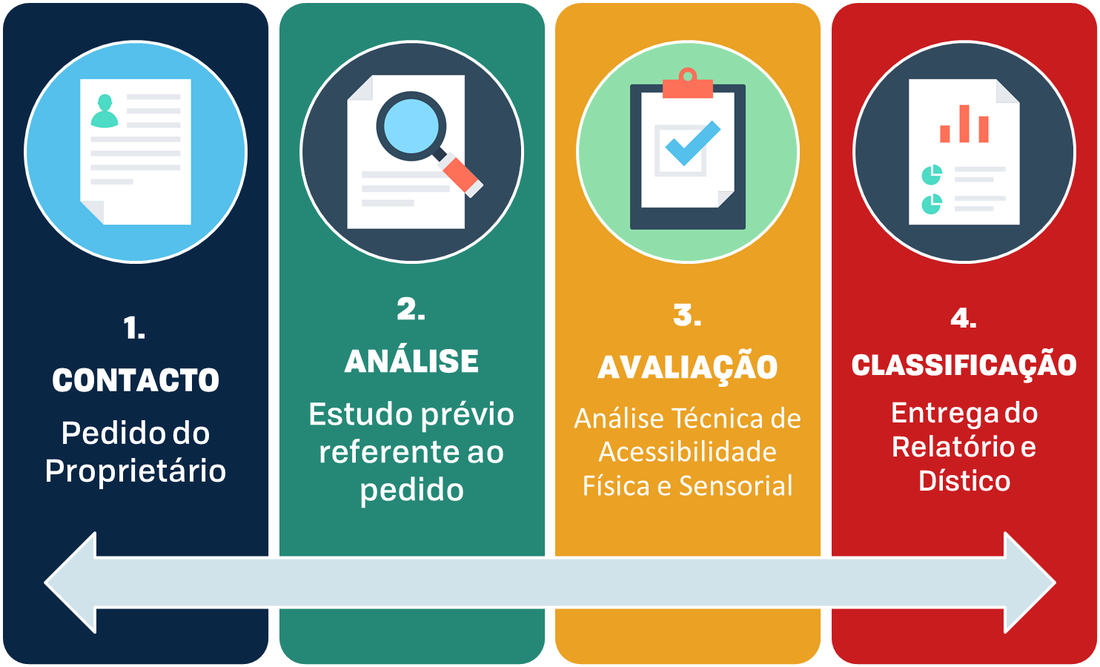 1.
CONTACTO
Pedido do
Proprietário
2.
ANÁLISE
Estudo prévio
referente ao
pedido
3.
AVALIAÇÃO
Análise Técnica de
Acessibilidade
Física e Sensorial
4.
CLASSIFICAÇÃO
Entrega do
Relatório e
Dístico